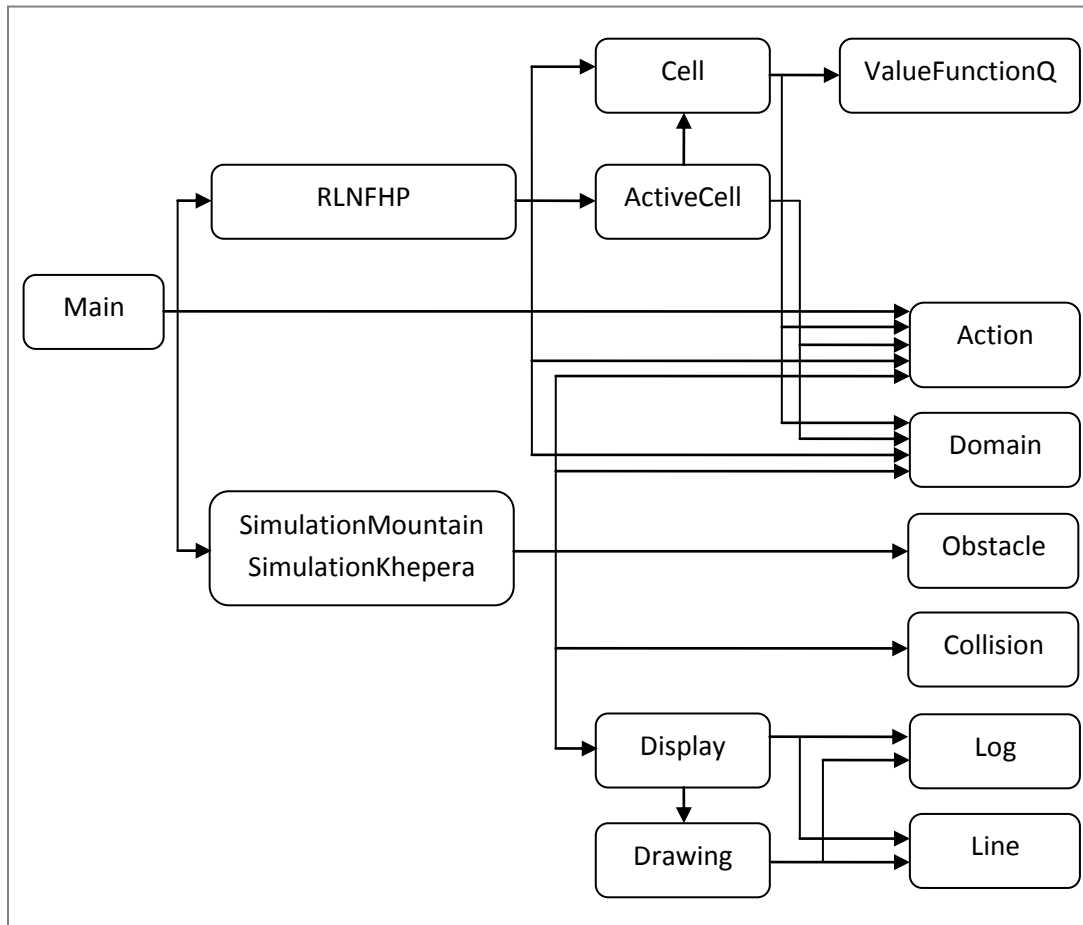 Cell
ValueFunctionQ
RLNFHP
ActiveCell
Main
Action
Domain
SimulationMountain
SimulationKhepera
Obstacle
Collision
Display
Log
Drawing
Line